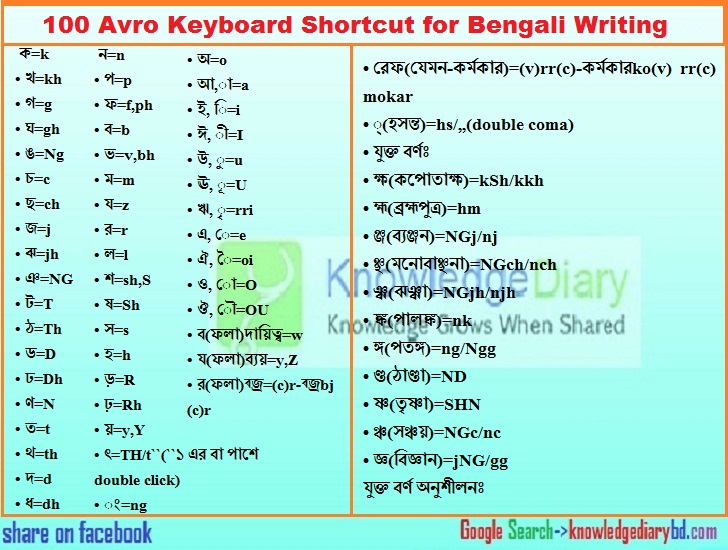 100 Avro Keyboard Shortcut for Bengali Writing
ক=k
• খ=kh
• গ=g
• ঘ=gh
• ঙ=Ng
• চ=c
• ছ=ch
• জ=j
• ঝ=jh
• ঞ=NG
• ট=T
• ঠ=Th
• ড=D
• ঢ=Dh
• ণ=N
• ত=t
• থ=th
• দ=d
• ধ=dh
ন=n
• প=p
• ফ=f,ph
• ব=b
• ভ=v,bh
• ম=m
• য=z
• র=r
• ল=l
• শ=sh,S
• ষ=Sh
• স=s
• হ=h
• ড়=R
• ঢ়=Rh
• য়=y,Y
• ৎ=TH/t``(``১ এর বা পাশে
double click)
• ং=ng
• অ=o
• আ,া=a
• ই, ি=i
• ঈ, ী=I
• উ, ু=u
• ঊ, ূ=U
• ঋ, ৃ=rri
• এ, ে=e
• ঐ, ৈ=oi
• ও, ো=O
• ঔ, ৌ=OU
• ব(ফলা)দায়িত্ব=w
• য(ফলা)ব্যয়=y,Z
• র(ফলা)বজ্র=(c)r-বজ্রbj
(c)r
• রেফ(যেমন-কর্মকার)=(v)rr(c)-কর্মকারko(v) rr(c)
mokar
• ্(হসন্ত)=hs/,,(double coma)
• যুক্ত বর্ণঃ
• ক্ষ(কপোতাক্ষ)=kSh/kkh
• হ্ম(ব্রহ্মপুত্র)=hm
• ঞ্জ(ব্যঞ্জন)=NGj/nj
• ঞ্ছ(মনোবাঞ্ছনা)=NGch/nch
• ঞ্ঝ(ঝঞ্ঝা)=NGjh/njh
• ঙ্ক(পালঙ্ক)=nk
• ঙ্গ(পতঙ্গ)=ng/Ngg
• ণ্ড(ঠাণ্ডা)=ND
• ষ্ণ(তৃষ্ণা)=SHN
• ঞ্চ(সঞ্চয়)=NGc/nc
• জ্ঞ(বিজ্ঞান)=jNG/gg
যুক্ত বর্ণ অনুশীলনঃ
KnowledgeDiary
Knowledge Grows When Shared
share on facebook
Google Search->knowledgediarybd.com